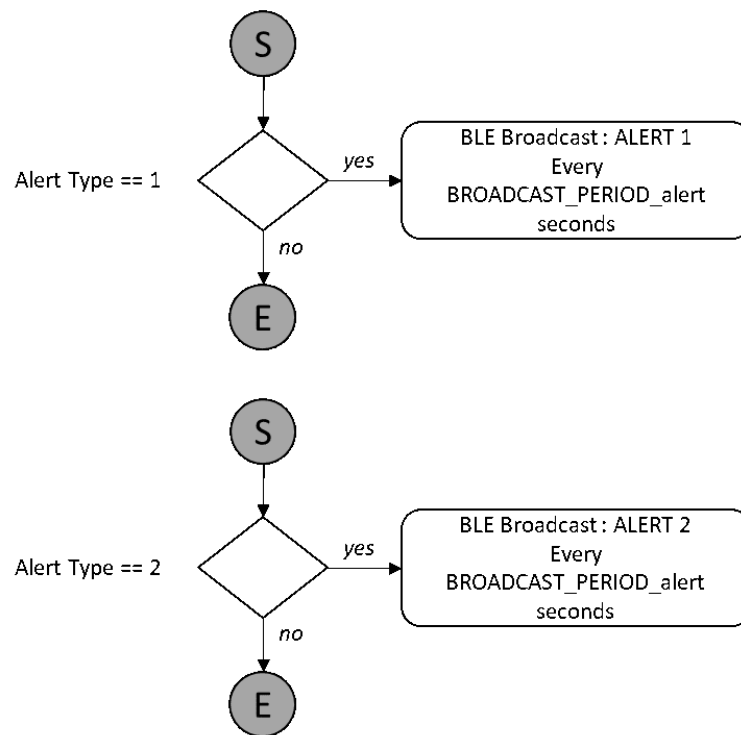 S
Alert Type == 1
yes
BLE Broadcast: ALERT 1
Every
BROADCAST_PERIOD_alert
seconds
no
E
S
Alert Type == 2
yes
BLE Broadcast: ALERT 2
Every
BROADCAST_PERIOD_alert
seconds
no
E